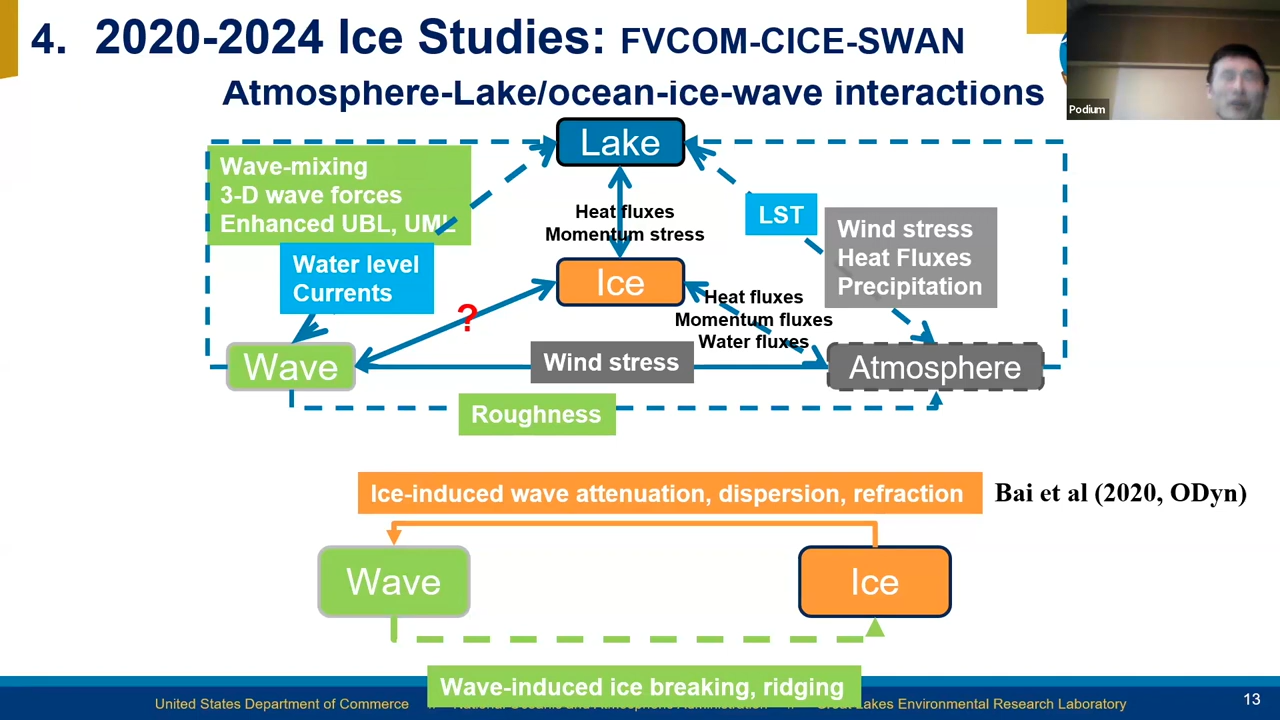 4. 2020-2024 Ice Studies: FVCOM-CICE-SWAN
Atmosphere-Lake/ocean-ice-wave interactions
Podium
Lake
Wave-mixing
3-D wave forces
Enhanced UBL, UML
Heat fluxes
Momentum stress
LST
Wind stress
Heat Fluxes
Precipitation
Water level
Currents
Ice
?
Heat fluxes
Momentum fluxes
Water fluxes
Wave
Wind stress
Atmosphere
Roughness
Ice-induced wave attenuation, dispersion, refraction
Bai et al (2020, ODyn)
Wave
Ice
Wave-induced ice breaking, ridging
United States Department of Commerce
Lakes Environmental Research Laboratory
13